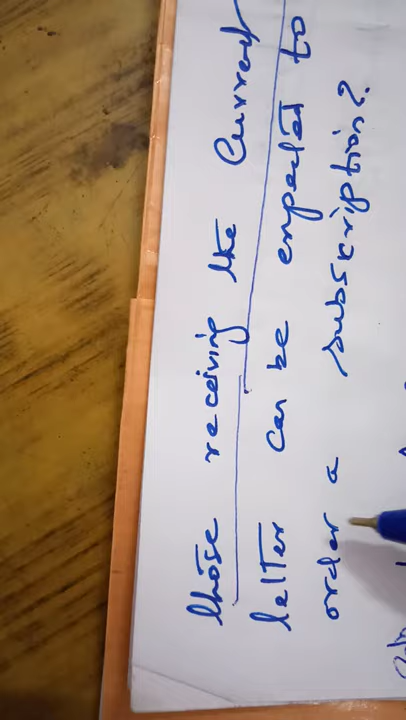 those receiving the Current
letter can be expected to
order a subscription?